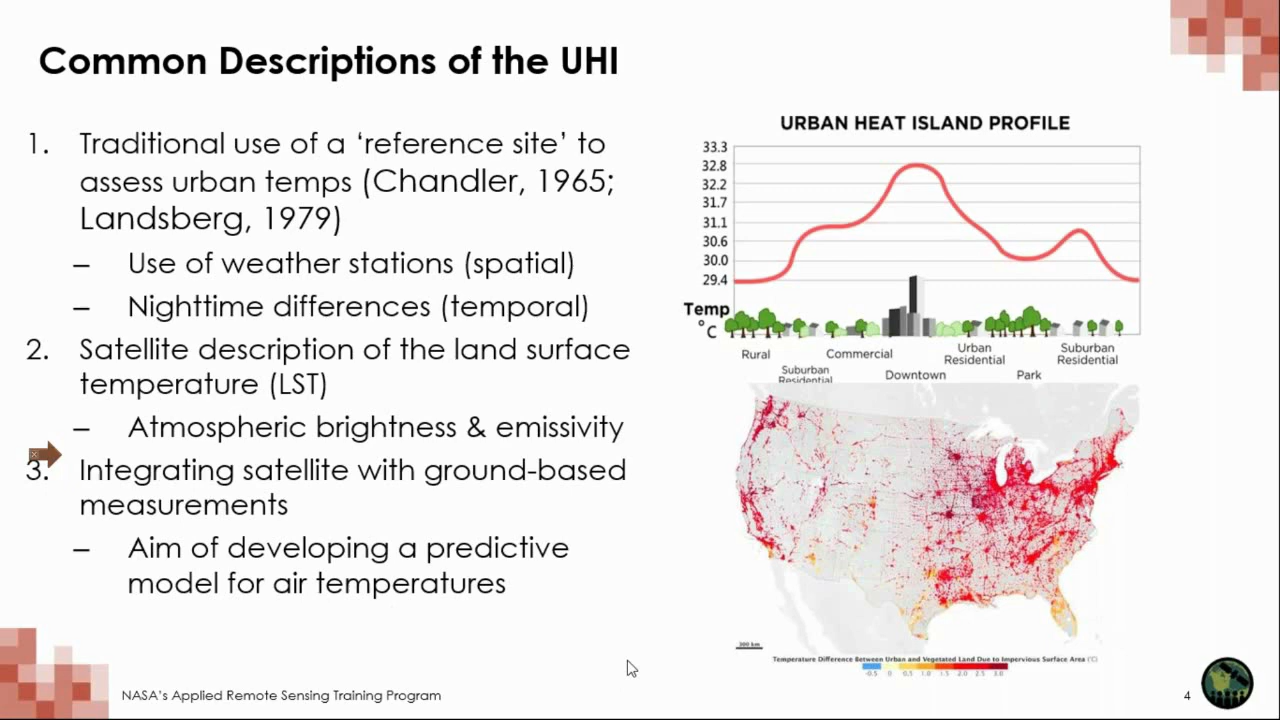 Common Descriptions of the UHI
1. Traditional use of a ‘reference site’ to
assess urban temps (Chandler, 1965;
Landsberg, 1979)
– Use of weather stations (spatial)
– Nighttime differences (temporal)
2. Satellite description of the land surface
temperature (LST)
– Atmospheric brightness & emissivity
3. Integrating satellite with ground-based
measurements
– Aim of developing a predictive
model for air temperatures
URBAN HEAT ISLAND PROFILE
33.3
32.8
32.2
31.7
31.1
30.6
30.0
29.4
Temp
°C
Rural
Suburban
Residential
Commercial
Downtown
Urban
Residential
Park
Suburban
Residential
300 km
Temperature Difference Between Urban and Vegetated Land Due to Impervious Surface Area (°C)
-0.5 0 0.5 1.0 1.5 2.0 2.5 3.0
NASA’s Applied Remote Sensing Training Program
4